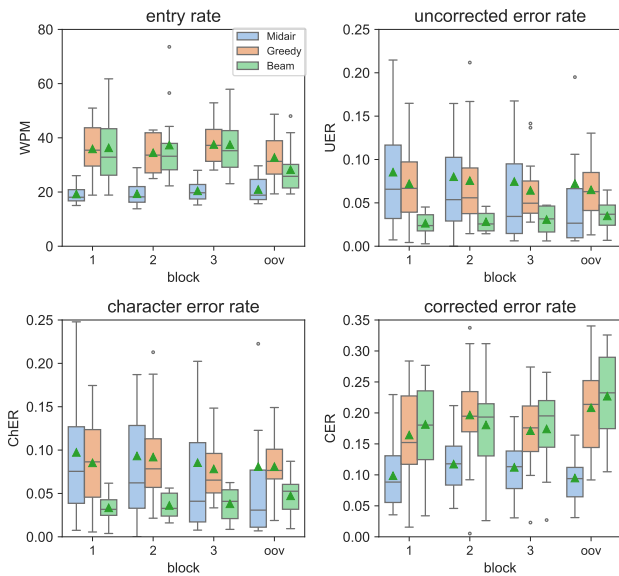 entry rate
80
60
40
20
0
WPM
Midair
Greedy
Beam
1 2 3 oov
block
uncorrected error rate
0.25
0.20
0.15
0.10
0.05
0.00
UER
1 2 3 oov
block
character error rate
0.25
0.20
0.15
0.10
0.05
0.00
ChER
1 2 3 oov
block
corrected error rate
0.35
0.30
0.25
0.20
0.15
0.10
0.05
0.00
CER
1 2 3 oov
block